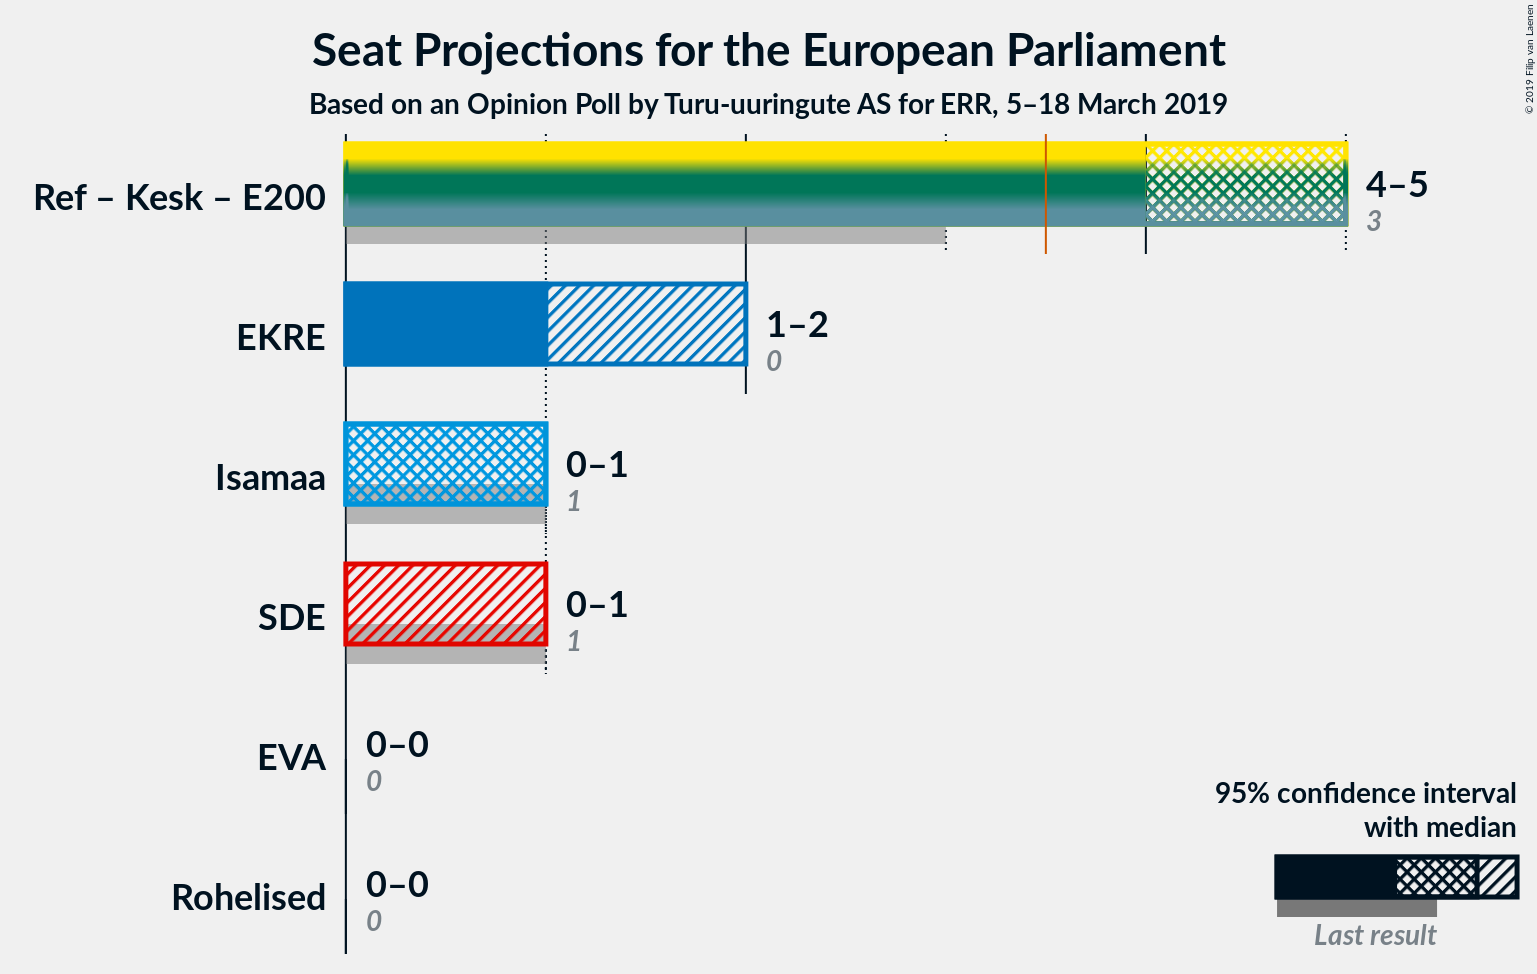 Seat Projections for the European Parliament
Based on an Opinion Poll by Turu-uuringute AS for ERR, 5–18 March 2019
© 2019 Filip van Laenen
Ref – Kesk – E200
4–5
3
EKRE
1–2
0
Isamaa
0–1
1
SDE
0–1
1
EVA
0–0
0
Rohelised
0–0
0
95% confidence interval
with median
Last result